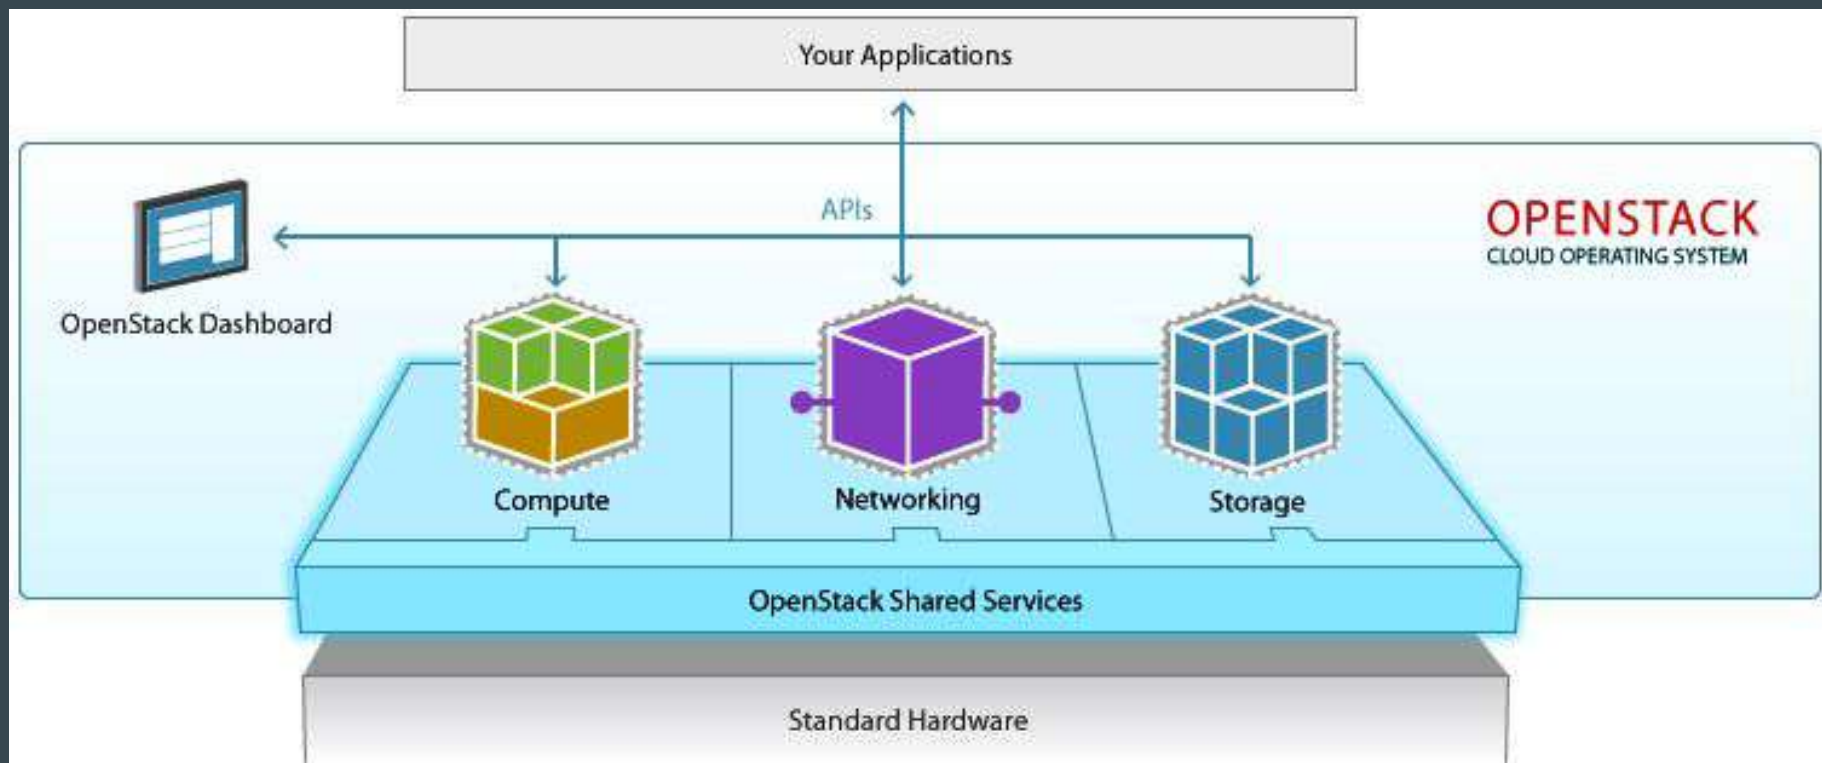 Your Applications
APIs
OPENSTACK
CLOUD OPERATING SYSTEM
OpenStack Dashboard
Compute
Networking
Storage
OpenStack Shared Services
Standard Hardware